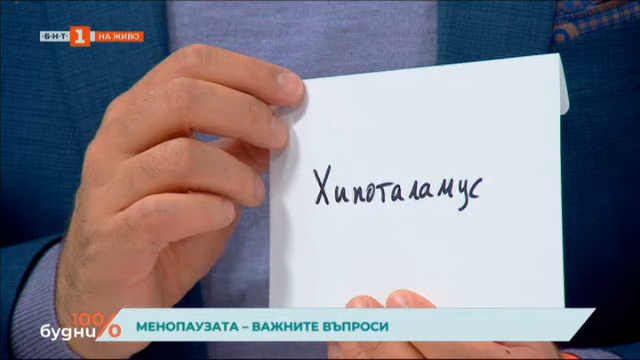 БНТ 1 НА ЖИВО
Хипоталамус
100%
будни
МЕНОПАУЗАТА – ВАЖНИТЕ ВЪПРОСИ